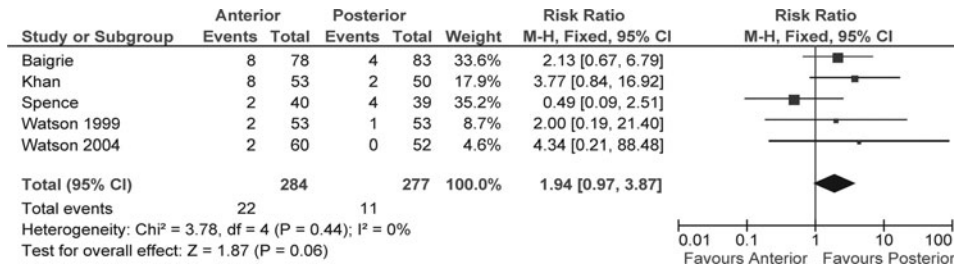 Anterior Posterior Risk Ratio Risk Ratio
Study or Subgroup Events Total Events Total Weight M-H, Fixed, 95% CI M-H, Fixed, 95% CI
Baigrie 8 78 4 83 33.6% 2.13 [0.67, 6.79]
Khan 8 53 2 50 17.9% 3.77 [0.84, 16.92]
Spence 2 40 4 39 35.2% 0.49 [0.09, 2.51]
Watson 1999 2 53 1 53 8.7% 2.00 [0.19, 21.40]
Watson 2004 2 60 0 52 4.6% 4.34 [0.21, 88.48]
Total (95% CI) 284 277 100.0% 1.94 [0.97, 3.87]
Total events 22 11
Heterogeneity: Chi² = 3.78, df = 4 (P = 0.44); I² = 0%
Test for overall effect: Z = 1.87 (P = 0.06)
0.01 0.1 1 10 100
Favours Anterior Favours Posterior